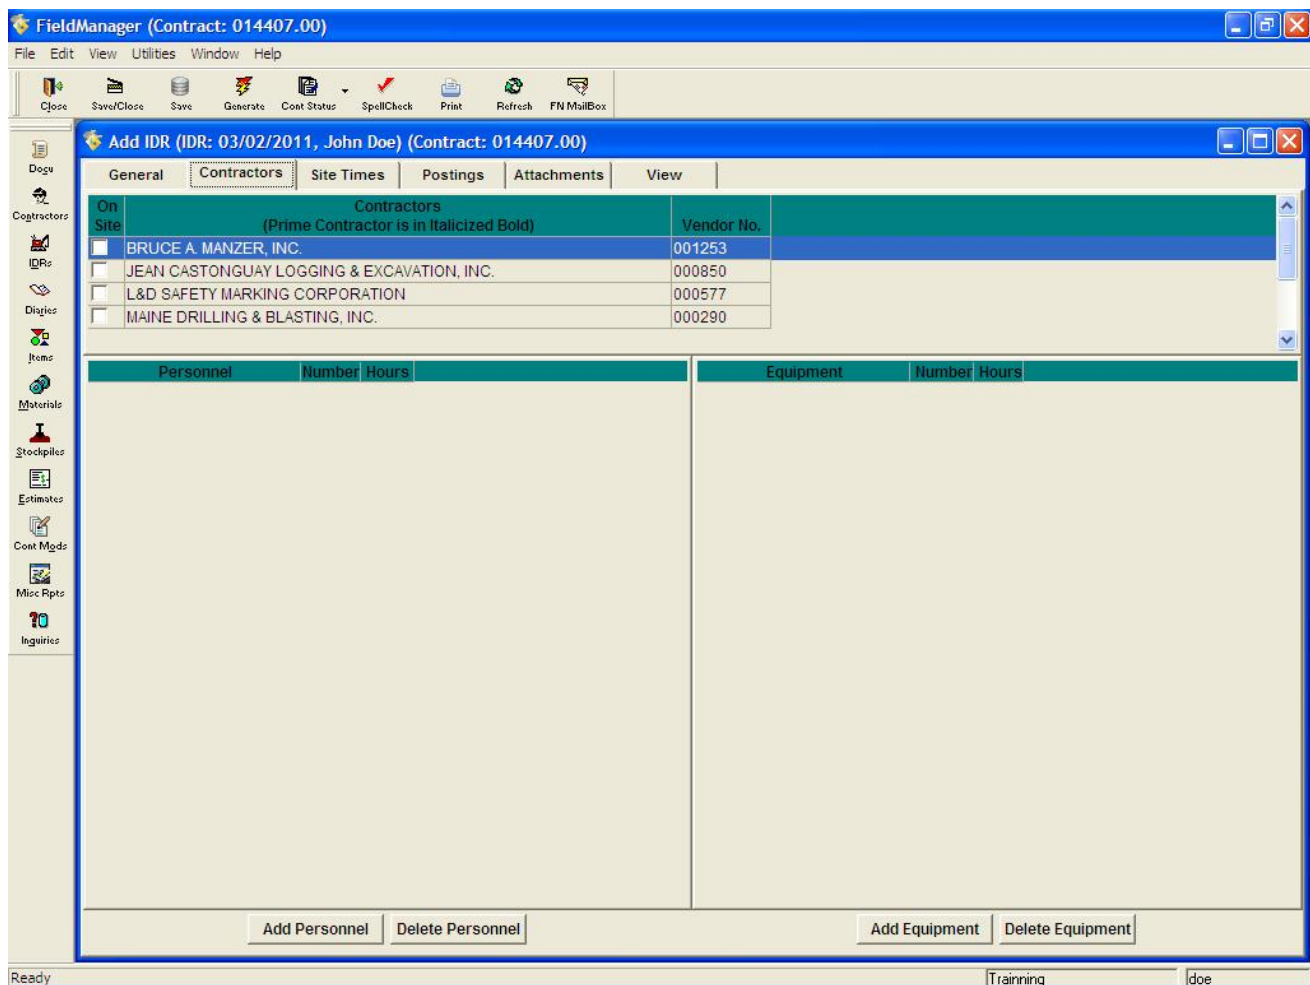 FieldManager (Contract: 014407.00)
File Edit View Utilities Window Help
Close Save/Close Save Generate Cont Status SpellCheck Print Refresh FN MailBox
Docu
Contractors
IDRs
Diaries
Items
Materials
Stockpiles
Estimates
Cont Mods
Misc Rpts
Inquiries
Add IDR (IDR: 03/02/2011, John Doe) (Contract: 014407.00)
General Contractors Site Times Postings Attachments View
On Site Contractors (Prime Contractor is in Italicized Bold) Vendor No.
BRUCE A. MANZER, INC. 001253
JEAN CASTONGUAY LOGGING & EXCAVATION, INC. 000850
L&D SAFETY MARKING CORPORATION 000577
MAINE DRILLING & BLASTING, INC. 000290
Personnel Number Hours Equipment Number Hours
Add Personnel Delete Personnel Add Equipment Delete Equipment
Ready Trainning doe